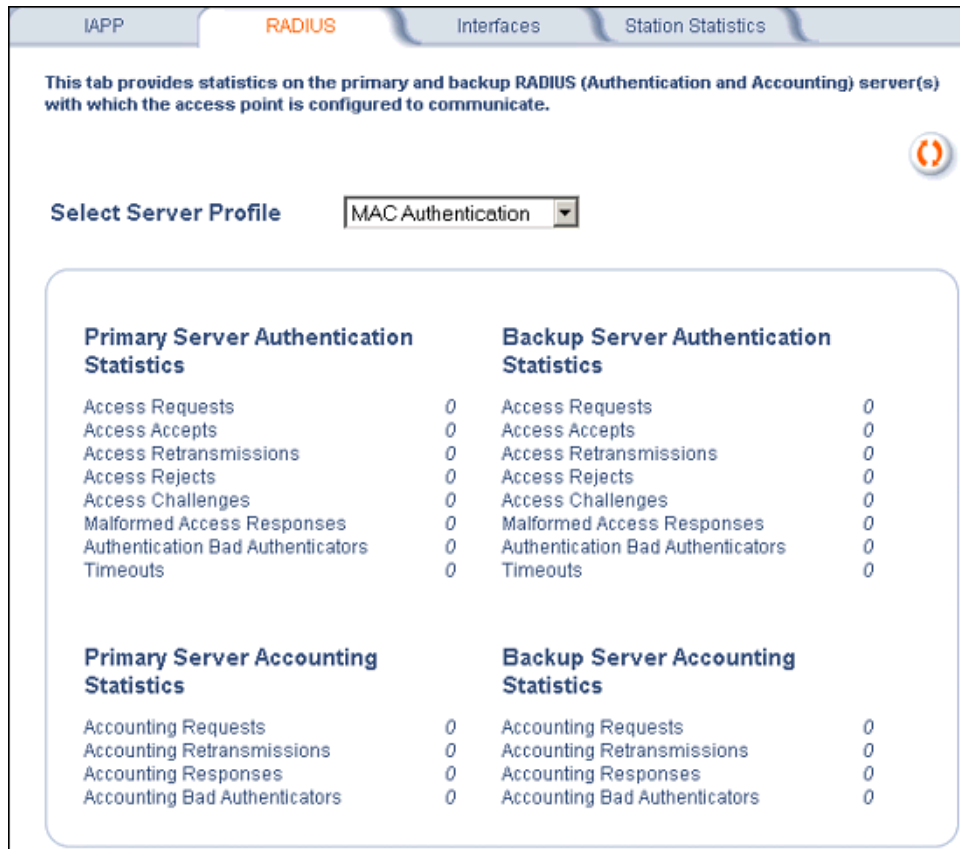 IAPP RADIUS Interfaces Station Statistics
This tab provides statistics on the primary and backup RADIUS (Authentication and Accounting) server(s)
with which the access point is configured to communicate.
Select Server Profile MAC Authentication
Primary Server Authentication
Statistics
Access Requests 0
Access Accepts 0
Access Retransmissions 0
Access Rejects 0
Access Challenges 0
Malformed Access Responses 0
Authentication Bad Authenticators 0
Timeouts 0
Backup Server Authentication
Statistics
Access Requests 0
Access Accepts 0
Access Retransmissions 0
Access Rejects 0
Access Challenges 0
Malformed Access Responses 0
Authentication Bad Authenticators 0
Timeouts 0
Primary Server Accounting
Statistics
Accounting Requests 0
Accounting Retransmissions 0
Accounting Responses 0
Accounting Bad Authenticators 0
Backup Server Accounting
Statistics
Accounting Requests 0
Accounting Retransmissions 0
Accounting Responses 0
Accounting Bad Authenticators 0